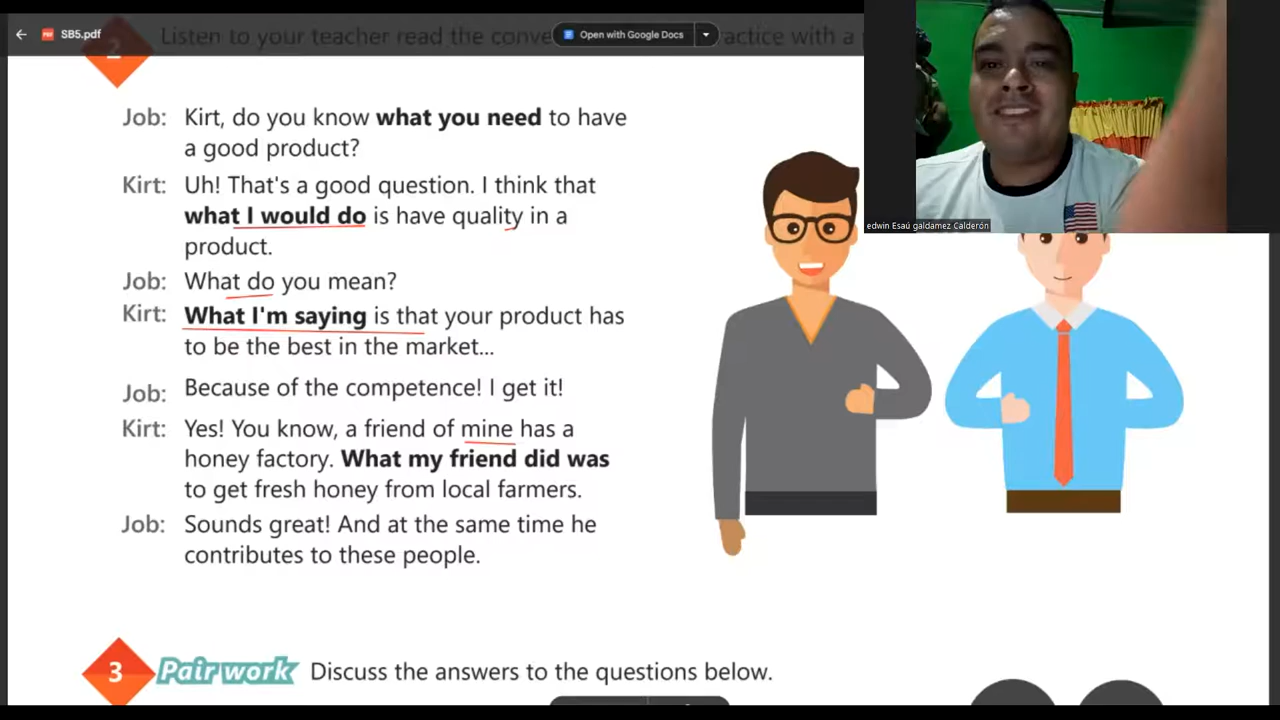 SB5.pdf
Open with Google Docs
2 Listen to your teacher read the conve ractice with a
Job: Kirt, do you know what you need to have
a good product?
Kirt: Uh! That's a good question. I think that
what I would do is have quality in a
product.
Job: What do you mean?
Kirt: What I'm saying is that your product has
to be the best in the market...
Job: Because of the competence! I get it!
Kirt: Yes! You know, a friend of mine has a
honey factory. What my friend did was
to get fresh honey from local farmers.
Job: Sounds great! And at the same time he
contributes to these people.
3 Pair work Discuss the answers to the questions below.
edwin Esaú galdamez Calderón